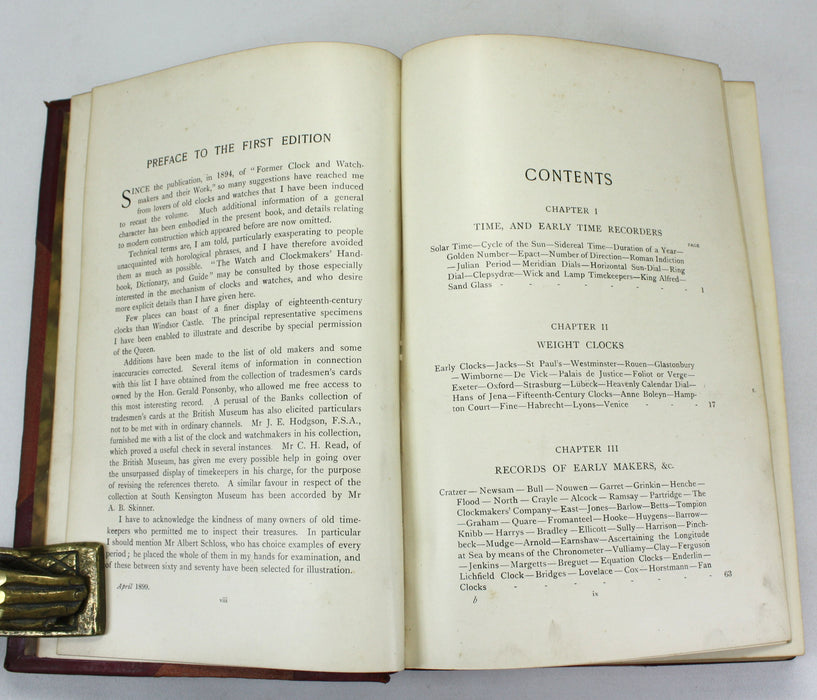 PREFACE TO THE FIRST EDITION
SINCE the publication, in 1894, of "Former Clock and Watch-
makers and their Work," so many suggestions have reached me
from lovers of old clocks and watches that I have been induced
to recast the volume. Much additional information of a general
character has been embodied in the present book, and details relating
to modern construction which appeared before are now omitted.
Technical terms are, I am told, particularly exasperating to people
unacquainted with horological phrases, and I have therefore avoided
them as much as possible. "The Watch and Clockmakers' Hand-
book, Dictionary, and Guide" may be consulted by those especially
interested in the mechanism of clocks and watches, and who desire
more explicit details than I have given here.
Few places can boast of a finer display of eighteenth-century
clocks than Windsor Castle. The principal representative specimens
I have been enabled to illustrate and describe by special permission
of the Queen.
Additions have been made to the list of old makers and some
inaccuracies corrected. Several items of information in connection
with this list I have obtained from the collection of tradesmen's cards
of the Hon. Gerald Ponsonby, who allowed me free access to
this most interesting record. A perusal of the Banks collection of
tradesmen's cards at the British Museum has also elicited particulars
not to be met with in ordinary channels. Mr J. E. Hodgson, F.S.A.,
furnished me with a list of the clock and watchmakers in his collection,
which proved a useful check in several instances. Mr C. H. Read, of
the British Museum, has given me every possible help in going over
the unsurpassed display of timekeepers in his charge, for the purpose
of revising the references thereto. A similar favour in respect of the
collection at South Kensington Museum has been accorded by Mr
A. B. Skinner.
I have to acknowledge the kindness of many owners of old time-
keepers who permitted me to inspect their treasures. In particular
I should mention Mr Albert Schloss, who has choice examples of every
period; he placed the whole of them in my hands for examination, and
of these between sixty and seventy have been selected for illustration.
April 1899.
viii
CONTENTS
CHAPTER I
TIME, AND EARLY TIME RECORDERS
PAGE
Solar Time—Cycle of the Sun—Sidereal Time—Duration of a Year—
Golden Number—Epact—Number of Direction—Roman Indiction
—Julian Period—Meridian Dials—Horizontal Sun-Dial—Ring
Dial—Clepsydræ—Wick and Lamp Timekeepers—King Alfred—
Sand Glass - - - - - - - 1
CHAPTER II
WEIGHT CLOCKS
Early Clocks—Jacks—St Paul's—Westminster—Rouen—Glastonbury
—Wimborne—De Vick—Palais de Justice—Foliot or Verge—
Exeter—Oxford—Strasburg—Lübeck—Heavenly Calendar Dial—
Hans of Jena—Fifteenth-Century Clocks—Anne Boleyn—Hamp-
ton Court—Fine—Habrecht—Lyons—Venice - - - - 17
CHAPTER III
RECORDS OF EARLY MAKERS, &c.
Cratzer—Newsam—Bull—Nouwen—Garret—Grinkin—Henche—
Flood—North—Crayle—Alcock—Ramsay—Partridge—The
Clockmakers' Company—East—Jones—Barlow—Betts—Tompion
—Graham—Quare—Fromanteel—Hooke—Huygens—Barrow—
Knibb—Harrys—Bradley—Ellicott—Sully—Harrison—Pinch-
beck—Mudge—Arnold—Earnshaw—Ascertaining the Longitude
at Sea by means of the Chronometer—Vulliamy—Clay—Ferguson
—Jenkins—Margetts—Breguet—Equation Clocks—Enderlin—
Lichfield Clock—Bridges—Lovelace—Cox—Horstmann—Fan
Clocks - - - - - - - 63
b
ix